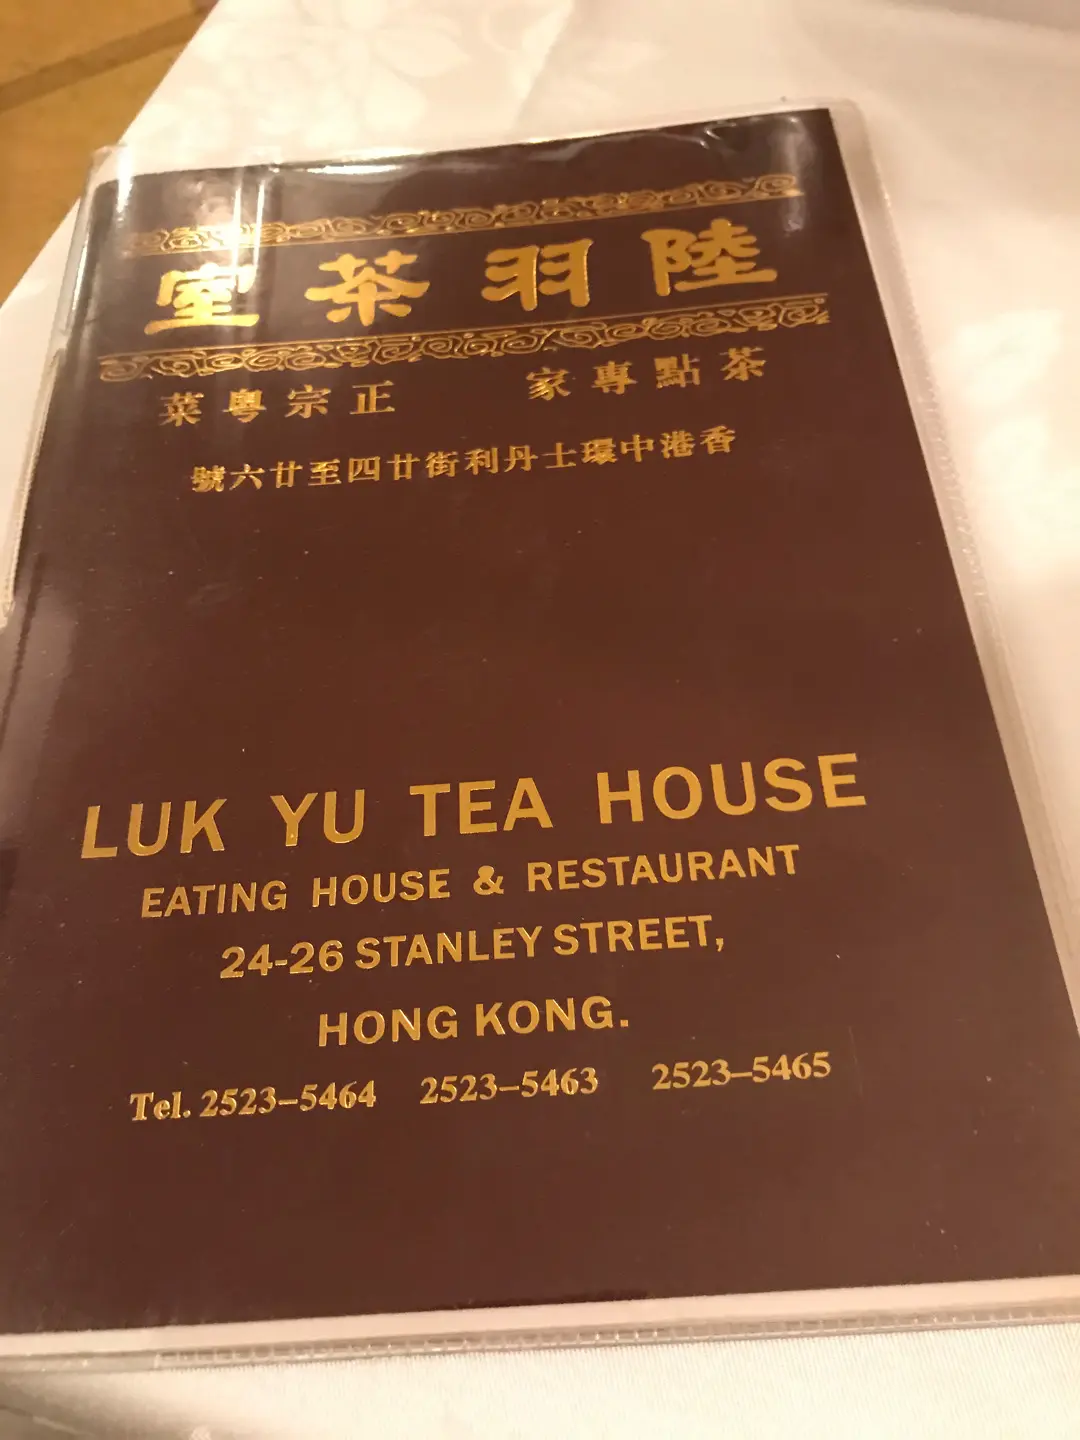 陸羽茶室
茶點專家 正宗粵菜
香港中環士丹利街廿四至廿六號
LUK YU TEA HOUSE
EATING HOUSE & RESTAURANT
24-26 STANLEY STREET,
HONG KONG.
Tel. 2523–5464 2523–5463 2523–5465